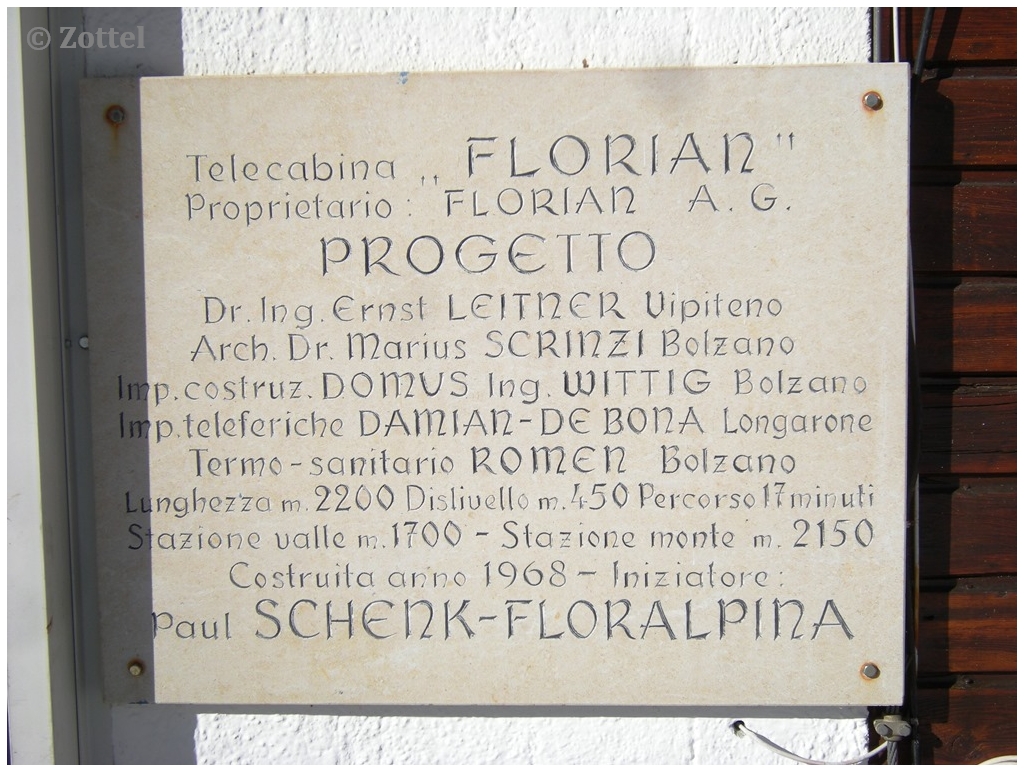 © Zottel
Telecabina „FLORIAN"
Proprietario: FLORIAN A.G.
PROGETTO
Dr. Ing. Ernst LEITNER Vipiteno
Arch. Dr. Marius SCRINZI Bolzano
Imp. costruz. DOMUS Ing. WITTIG Bolzano
Imp. teleferiche DAMIAN-DE BONA Longarone
Termo-sanitario ROMEN Bolzano
Lunghezza m. 2200 Dislivello m. 450 Percorso 17 minuti
Stazione valle m. 1700 - Stazione monte m. 2150
Costruita anno 1968 - Iniziatore:
Paul SCHENK-FLORALPINA